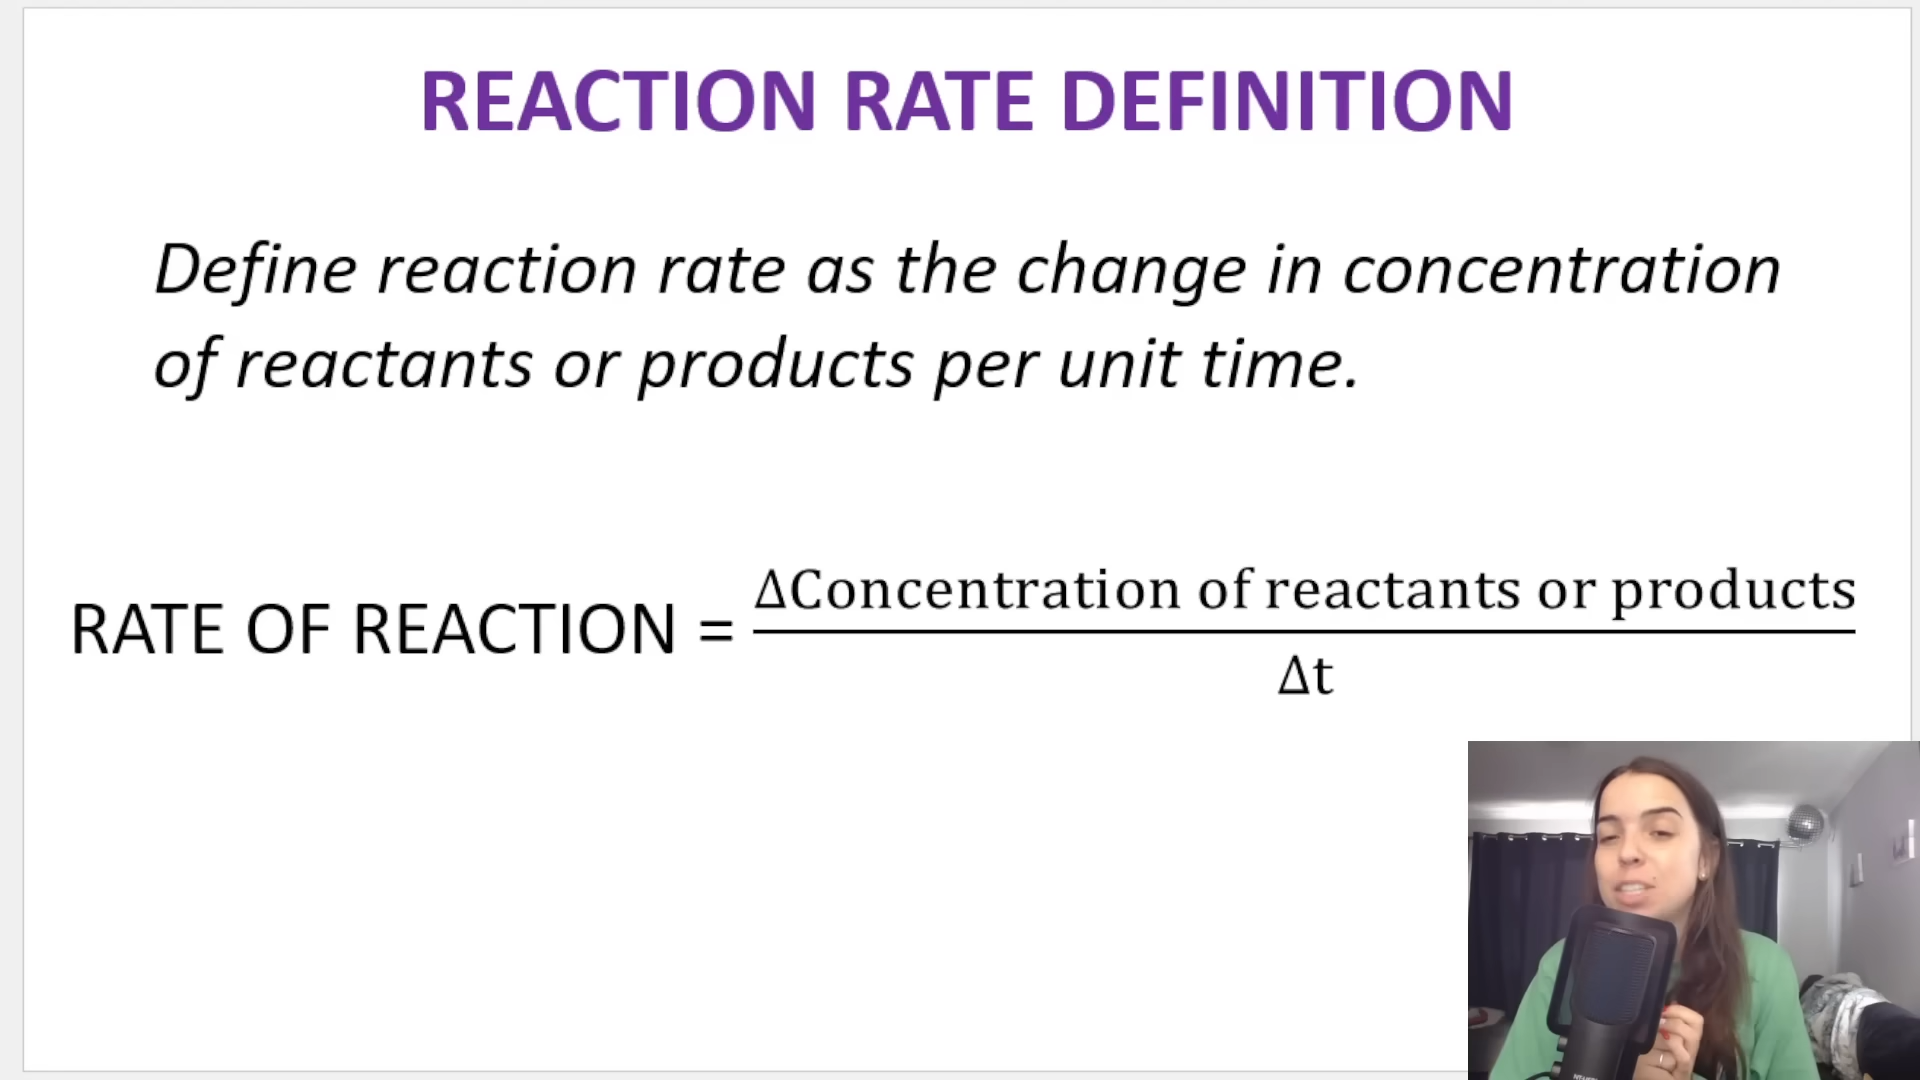 REACTION RATE DEFINITION
Define reaction rate as the change in concentration
of reactants or products per unit time.
RATE OF REACTION = ΔConcentration of reactants or products
Δt